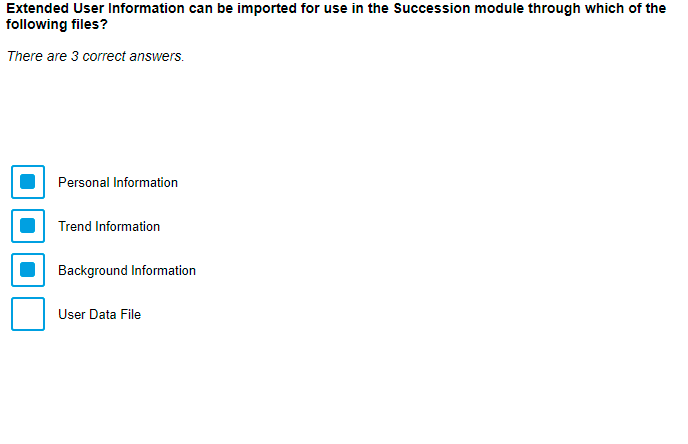 Extended User Information can be imported for use in the Succession module through which of the
following files?
There are 3 correct answers.
Personal Information
Trend Information
Background Information
User Data File